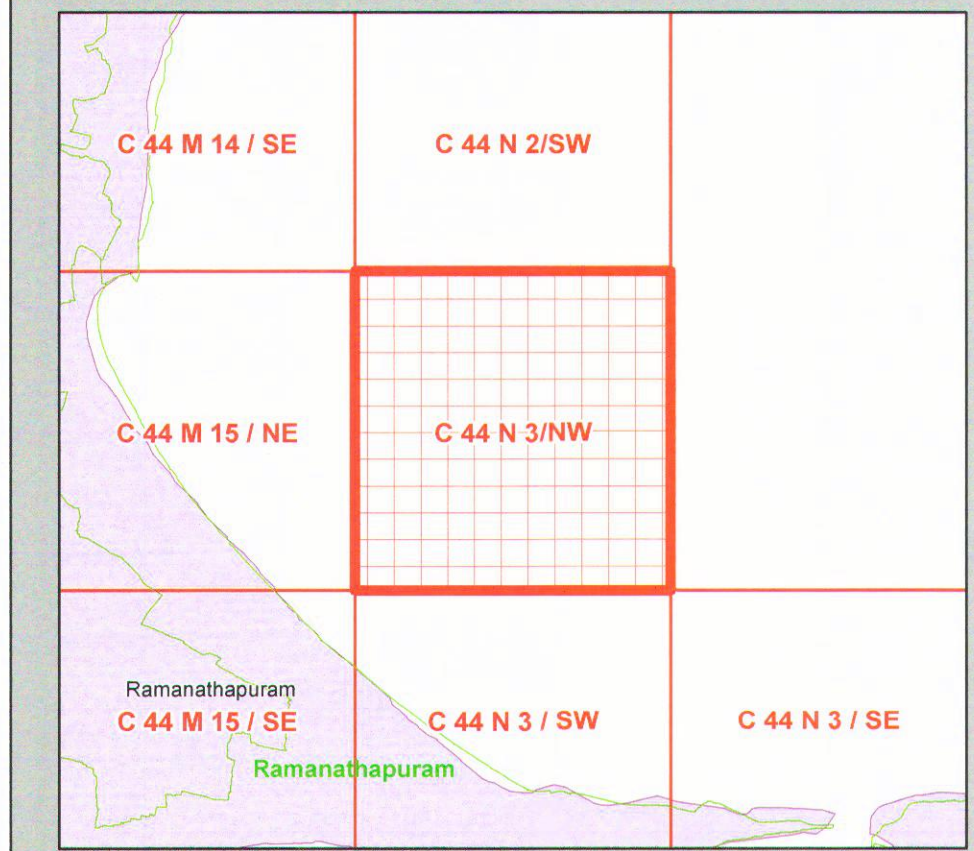 C 44 M 14 / SE
C 44 N 2/SW
C 44 M 15 / NE
C 44 N 3/NW
Ramanathapuram
C 44 M 15 / SE
C 44 N 3 / SW
C 44 N 3 / SE
Ramanathapuram